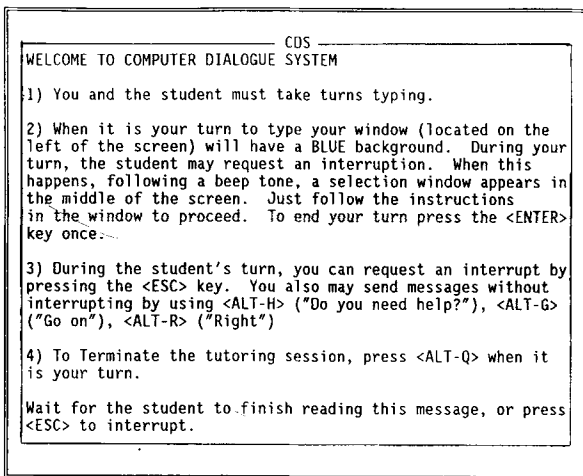 CDS
WELCOME TO COMPUTER DIALOGUE SYSTEM
1) You and the student must take turns typing.
2) When it is your turn to type your window (located on the
left of the screen) will have a BLUE background. During your
turn, the student may request an interruption. When this
happens, following a beep tone, a selection window appears in
the middle of the screen. Just follow the instructions
in the window to proceed. To end your turn press the <ENTER>
key once.
3) During the student's turn, you can request an interrupt by
pressing the <ESC> key. You also may send messages without
interrupting by using <ALT-H> ("Do you need help?"), <ALT-G>
("Go on"), <ALT-R> ("Right")
4) To Terminate the tutoring session, press <ALT-Q> when it
is your turn.
Wait for the student to finish reading this message, or press
<ESC> to interrupt.